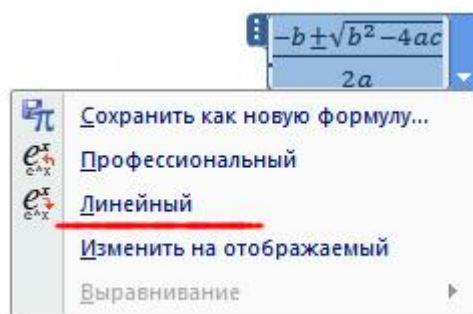 −b±√b²−4ac
2a
Сохранить как новую формулу...
Профессиональный
Линейный
Изменить на отображаемый
Выравнивание